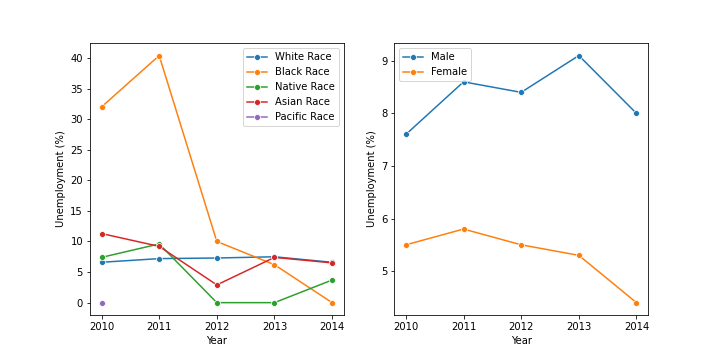 40
35
30
25
20
15
10
5
0
Unemployment (%)
White Race
Black Race
Native Race
Asian Race
Pacific Race
2010 2011 2012 2013 2014
Year
9
8
7
6
5
Unemployment (%)
Male
Female
2010 2011 2012 2013 2014
Year